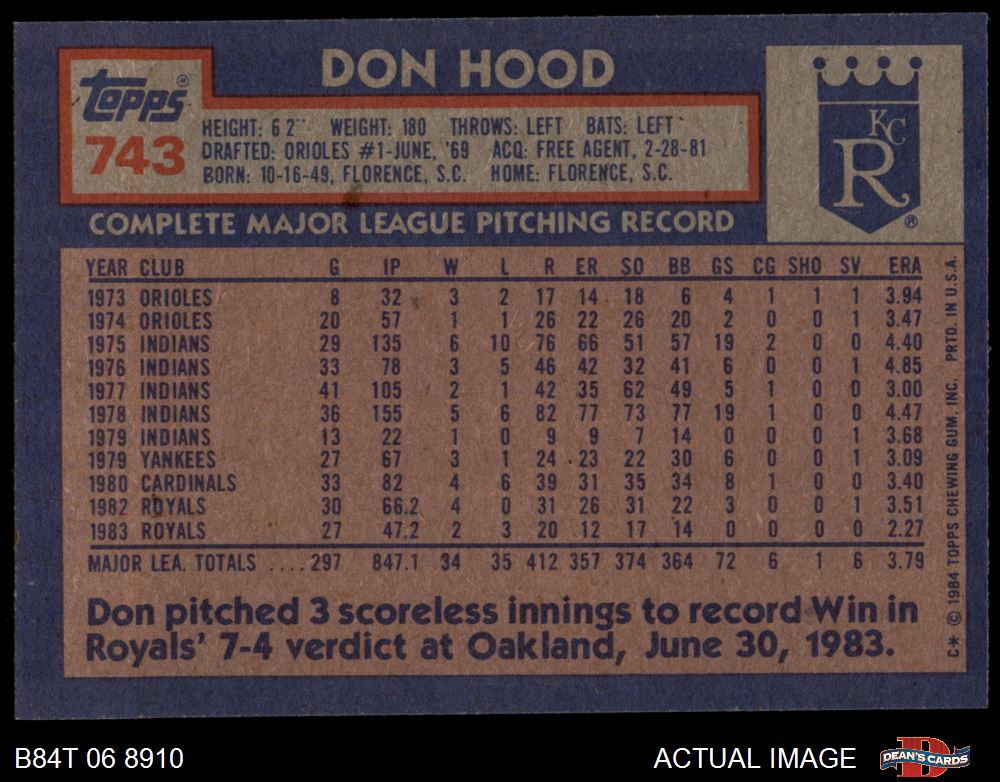 DON HOOD
Topps®
743
HEIGHT: 6 2" WEIGHT: 180 THROWS: LEFT BATS: LEFT
DRAFTED: ORIOLES #1-JUNE, '69 ACQ: FREE AGENT, 2-28-81
BORN: 10-16-49, FLORENCE, S.C. HOME: FLORENCE, S.C.
KC
R
®
COMPLETE MAJOR LEAGUE PITCHING RECORD
YEAR CLUB G IP W L R ER SO BB GS CG SHO SV ERA
1973 ORIOLES 8 32 3 2 17 14 18 6 4 1 1 1 3.94
1974 ORIOLES 20 57 1 1 26 22 26 20 2 0 0 1 3.47
1975 INDIANS 29 135 6 10 76 66 51 57 19 2 0 0 4.40
1976 INDIANS 33 78 3 5 46 42 32 41 6 0 0 1 4.85
1977 INDIANS 41 105 2 1 42 35 62 49 5 1 0 0 3.00
1978 INDIANS 36 155 5 6 82 77 73 77 19 1 0 0 4.47
1979 INDIANS 13 22 1 0 9 9 7 14 0 0 0 1 3.68
1979 YANKEES 27 67 3 1 24 23 22 30 6 0 0 1 3.09
1980 CARDINALS 33 82 4 6 39 31 35 34 8 1 0 0 3.40
1982 ROYALS 30 66.2 4 0 31 26 31 22 3 0 0 1 3.51
1983 ROYALS 27 47.2 2 3 20 12 17 14 0 0 0 0 2.27
MAJOR LEA. TOTALS ....297 847.1 34 35 412 357 374 364 72 6 1 6 3.79
Don pitched 3 scoreless innings to record Win in
Royals' 7-4 verdict at Oakland, June 30, 1983.
C* © 1984 TOPPS CHEWING GUM, INC. PRTD. IN U.S.A.
B84T 06 8910
ACTUAL IMAGE
D
DEAN'S CARDS